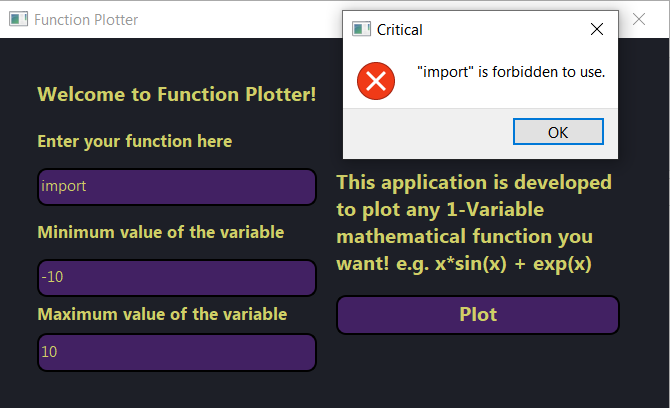 Function Plotter
Critical
"import" is forbidden to use.
OK
Welcome to Function Plotter!
Enter your function here
import
Minimum value of the variable
-10
Maximum value of the variable
10
This application is developed
to plot any 1-Variable
mathematical function you
want! e.g. x*sin(x) + exp(x)
Plot